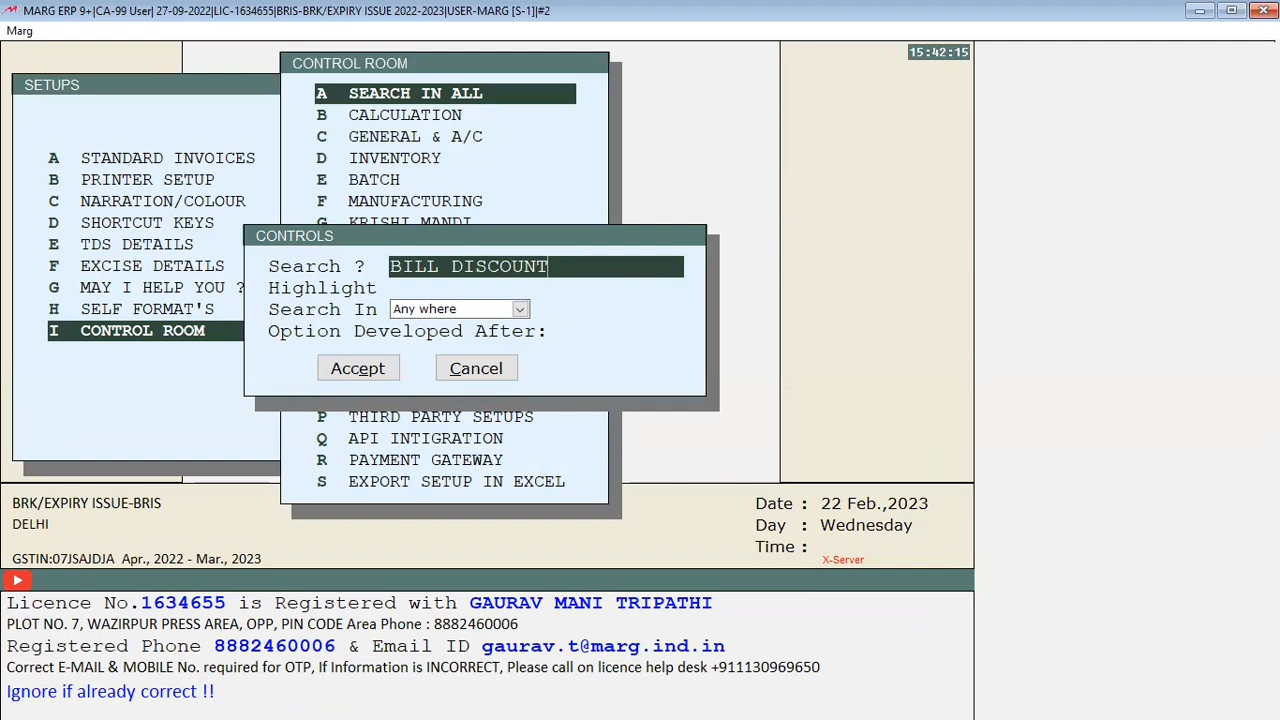 MARG ERP 9+|CA-99 User| 27-09-2022|LIC-1634655|BRIS-BRK/EXPIRY ISSUE 2022-2023|USER-MARG [S-1]|#2
Marg
15:42:15
CONTROL ROOM
A SEARCH IN ALL
B CALCULATION
C GENERAL & A/C
D INVENTORY
E BATCH
F MANUFACTURING
G KRISHI MANDI
SETUPS
A STANDARD INVOICES
B PRINTER SETUP
C NARRATION/COLOUR
D SHORTCUT KEYS
E TDS DETAILS
F EXCISE DETAILS
G MAY I HELP YOU ?
H SELF FORMAT'S
I CONTROL ROOM
CONTROLS
Search ? BILL DISCOUNT
Highlight
Search In Any where
Option Developed After:
Accept Cancel
P THIRD PARTY SETUPS
Q API INTIGRATION
R PAYMENT GATEWAY
S EXPORT SETUP IN EXCEL
BRK/EXPIRY ISSUE-BRIS
DELHI
GSTIN:07JSAJDJA Apr., 2022 - Mar., 2023
Date : 22 Feb.,2023
Day : Wednesday
Time :
X-Server
Licence No.1634655 is Registered with GAURAV MANI TRIPATHI
PLOT NO. 7, WAZIRPUR PRESS AREA, OPP, PIN CODE Area Phone : 8882460006
Registered Phone 8882460006 & Email ID gaurav.t@marg.ind.in
Correct E-MAIL & MOBILE No. required for OTP, If Information is INCORRECT, Please call on licence help desk +911130969650
Ignore if already correct !!